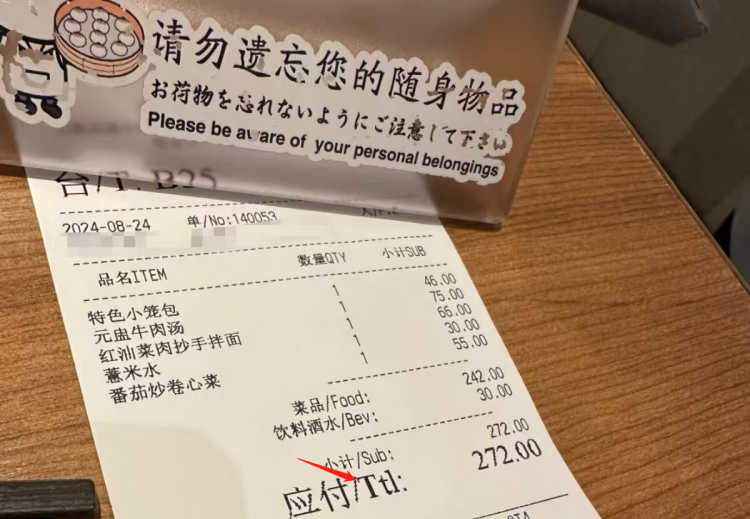 请勿遗忘您的随身物品
お荷物を忘れないようにご注意して下さい
Please be aware of your personal belongings
台/T: B25
2024-08-24 单/No:140053 人/P:2
品名ITEM 数量QTY 小计SUB
特色小笼包 1 46.00
元盅牛肉汤 1 75.00
红油菜肉抄手拌面 1 66.00
薏米水 1 30.00
番茄炒卷心菜 1 55.00
菜品/Food: 242.00
饮料酒水/Bev: 30.00
小计/Sub: 272.00
应付/Ttl: 272.00